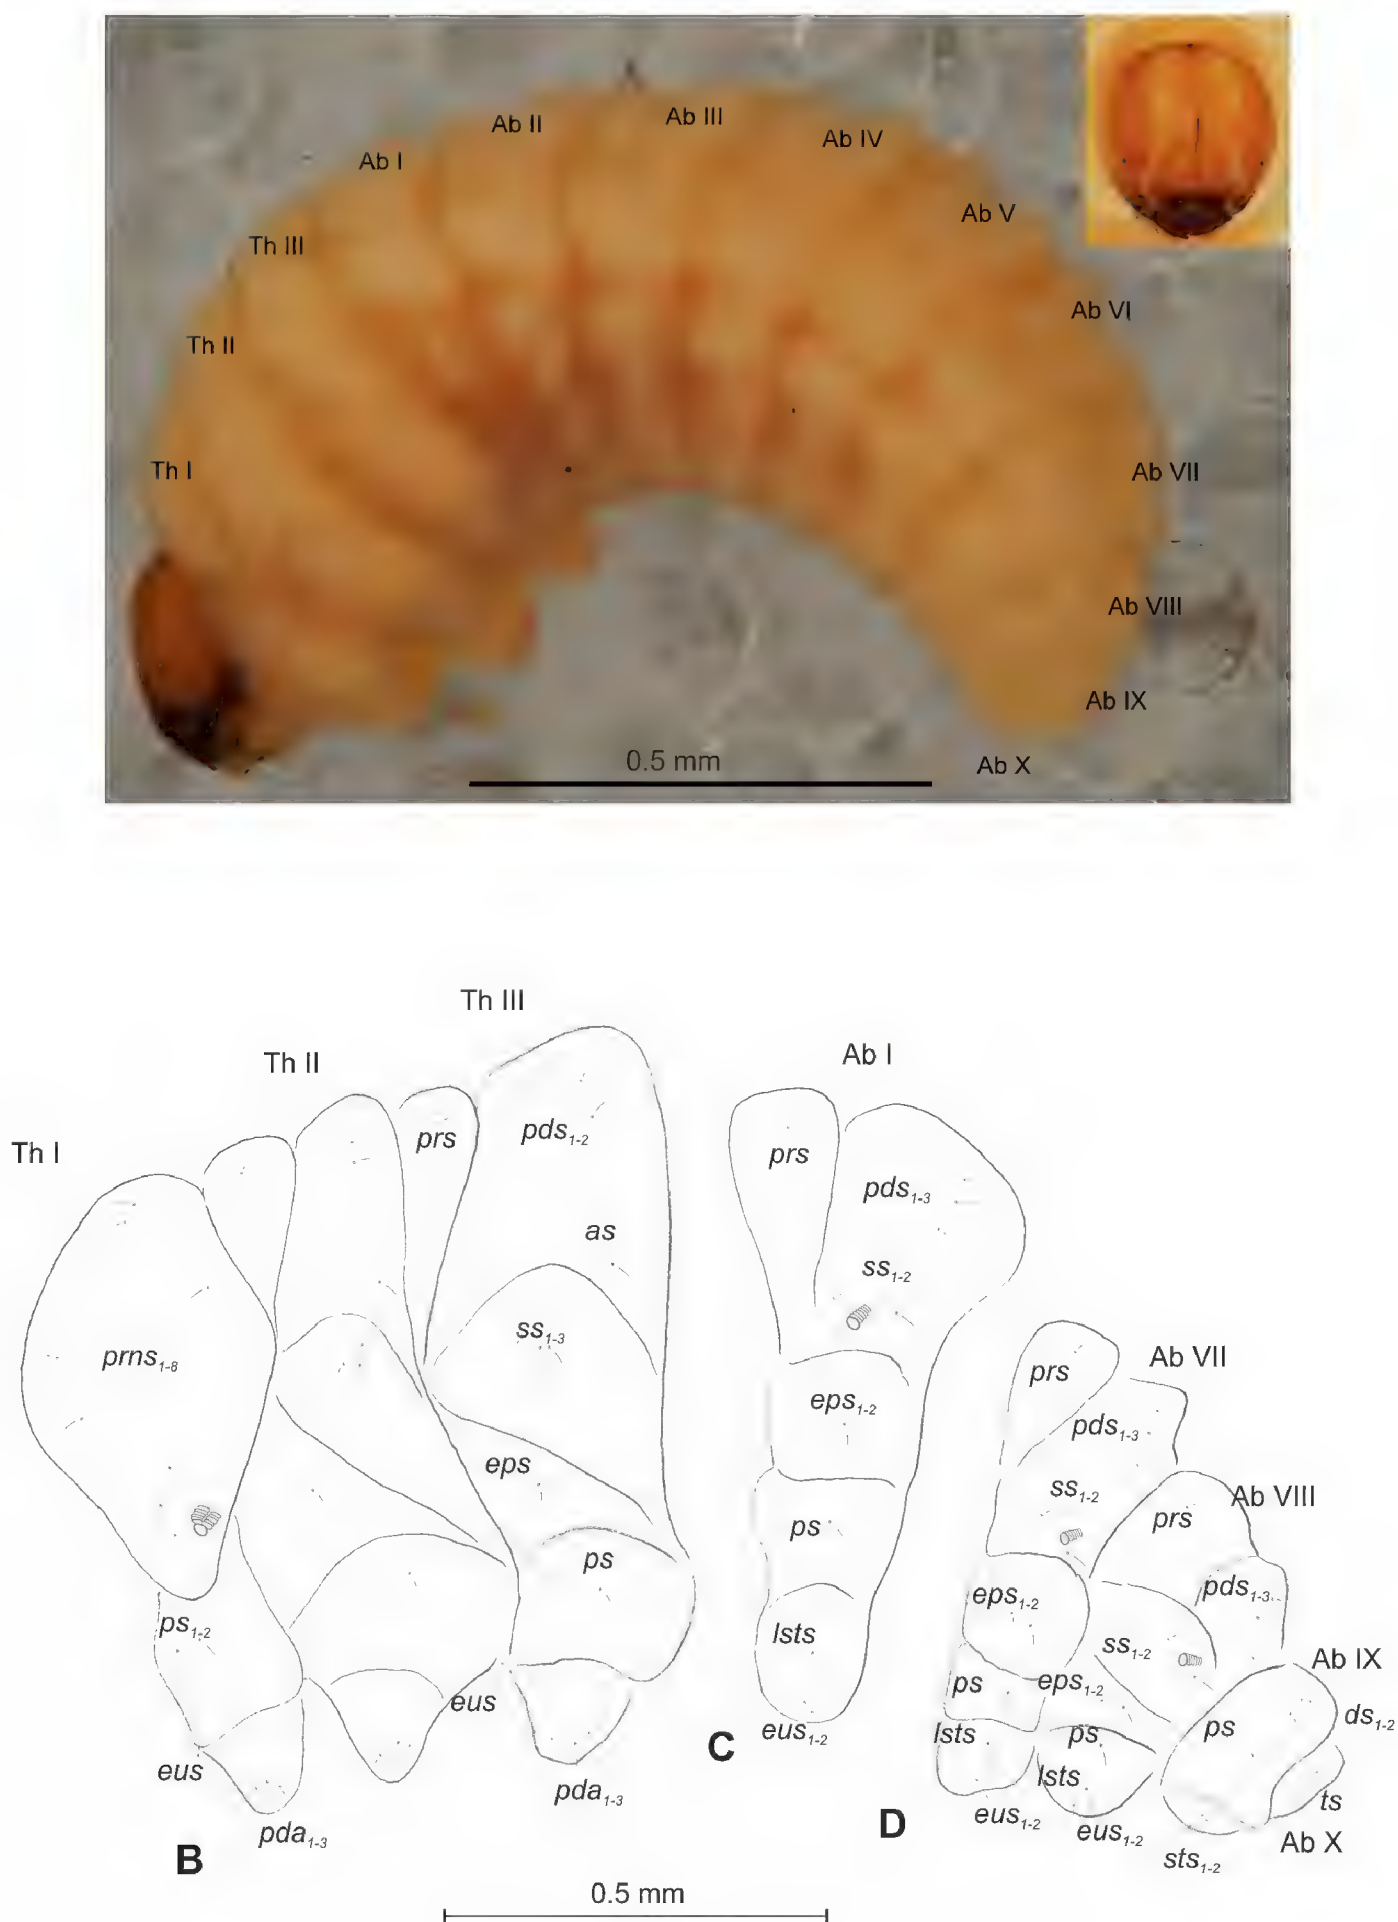 Ab II
Ab III
Ab IV
Ab I
Ab V
Th III
Ab VI
Th II
Th I
Ab VII
Ab VIII
Ab IX
0.5 mm
Ab X
Th III
Th II
Ab I
Th I
prs
pds1-2
prs
pds1-3
as
ss1-2
ss1-3
prns1-8
eps1-2
eps
ps
ps
ps1-2
lsts
eus
eus1-2
eus
pda1-3
pda1-3
B
C
prs
Ab VII
pds1-3
ss1-2
Ab VIII
prs
eps1-2
pds1-3
ss1-2
Ab IX
ps
eps1-2
ds1-2
lsts
ps
ps
lsts
ts
eus1-2
eus1-2
Ab X
sts1-2
D
0.5 mm